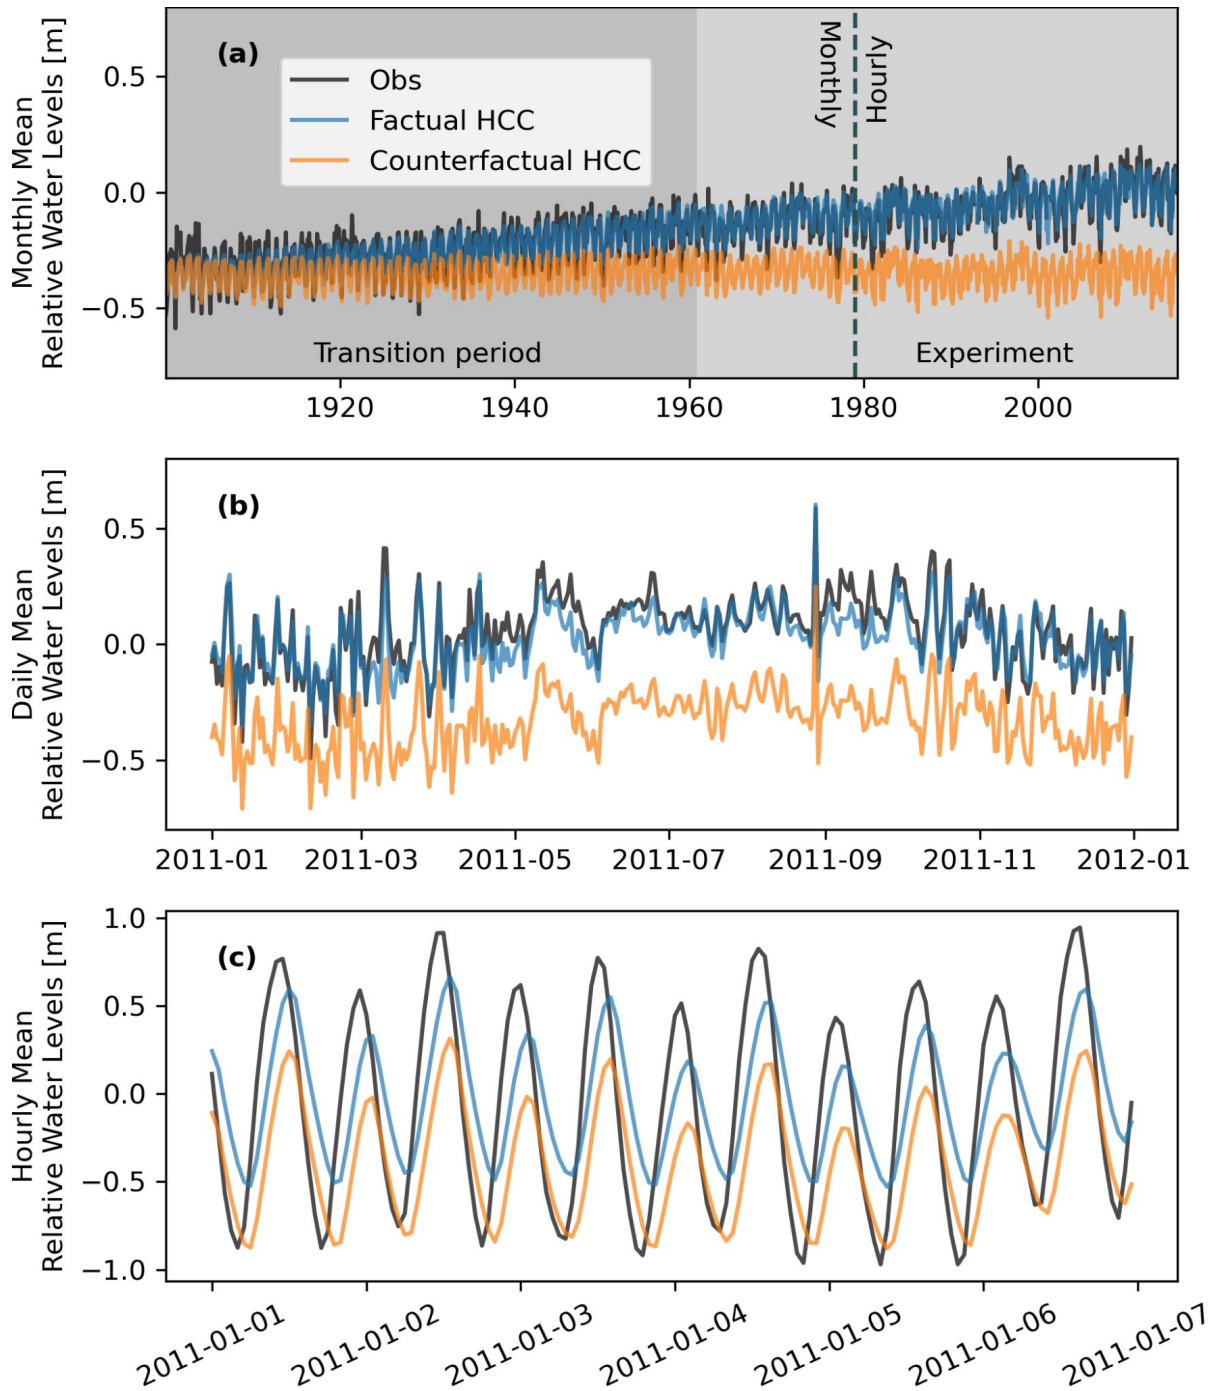 (a)
Obs
Factual HCC
Counterfactual HCC
Monthly
Hourly
Transition period
Experiment
Monthly Mean
Relative Water Levels [m]
0.5
0.0
−0.5
1920
1940
1960
1980
2000
(b)
Daily Mean
Relative Water Levels [m]
0.5
0.0
−0.5
2011-01
2011-03
2011-05
2011-07
2011-09
2011-11
2012-01
(c)
Hourly Mean
Relative Water Levels [m]
1.0
0.5
0.0
−0.5
−1.0
2011-01-01
2011-01-02
2011-01-03
2011-01-04
2011-01-05
2011-01-06
2011-01-07